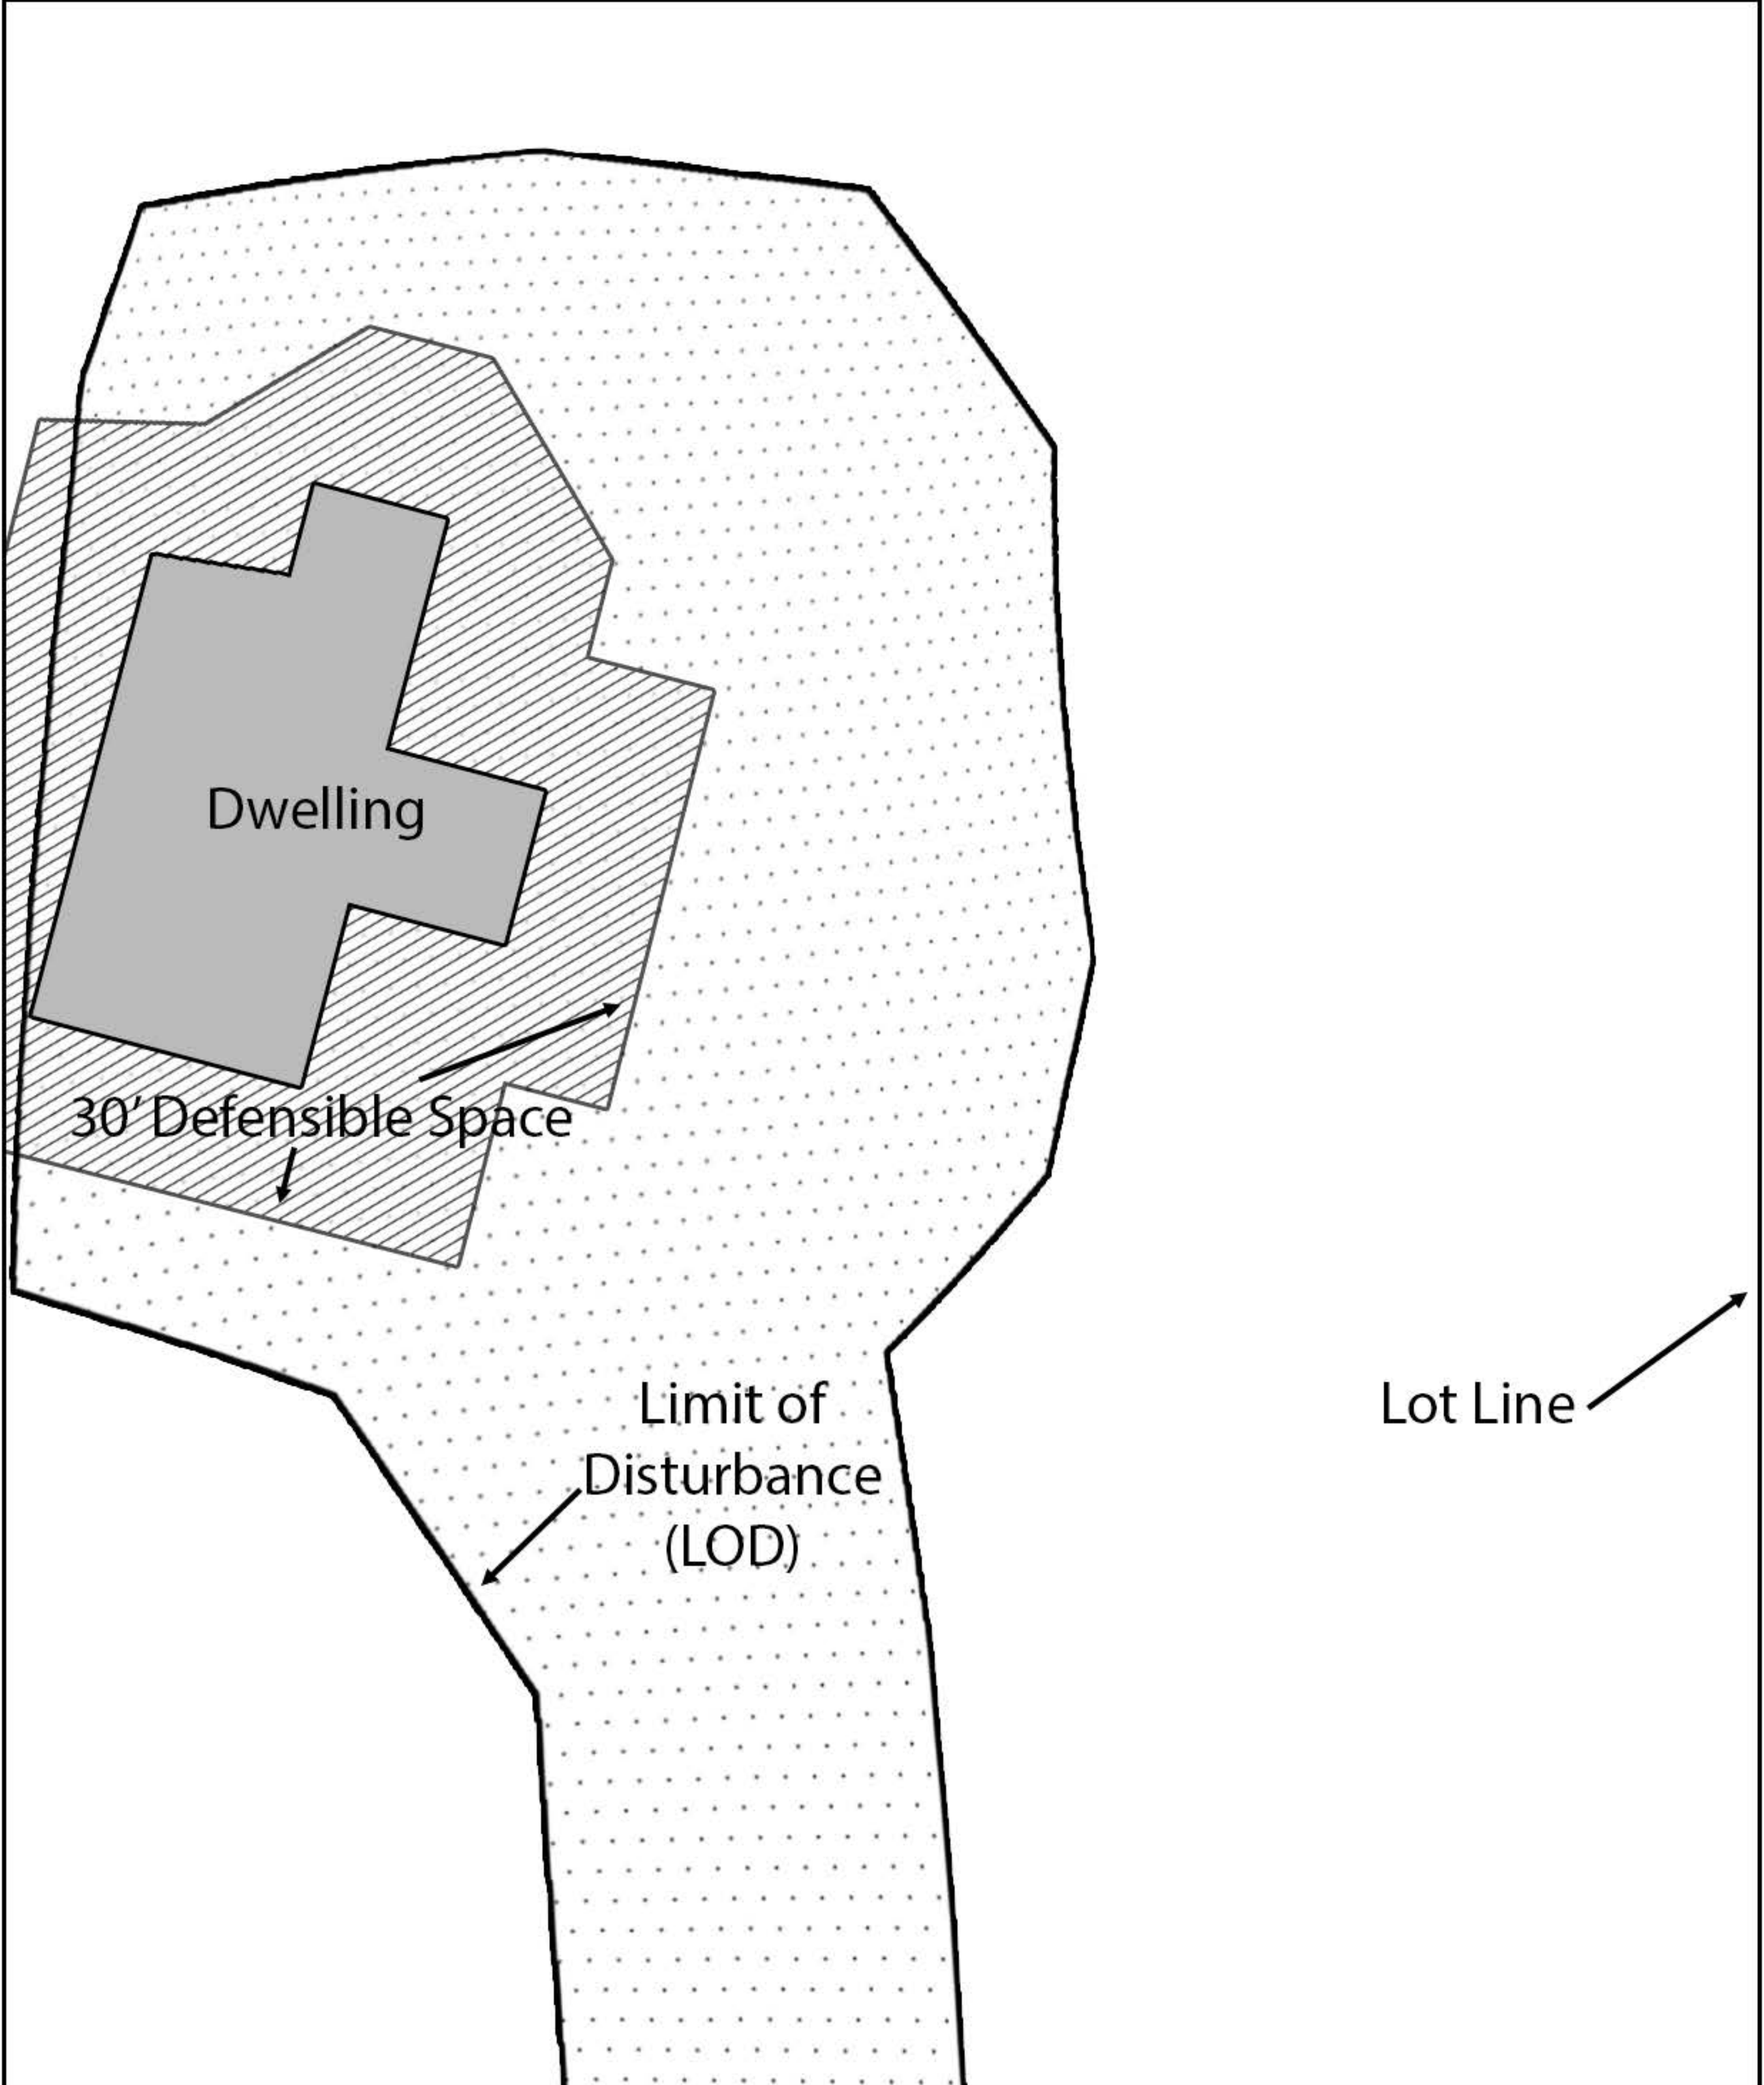 Dwelling
30’ Defensible Space
Limit of
Disturbance
(LOD)
Lot Line